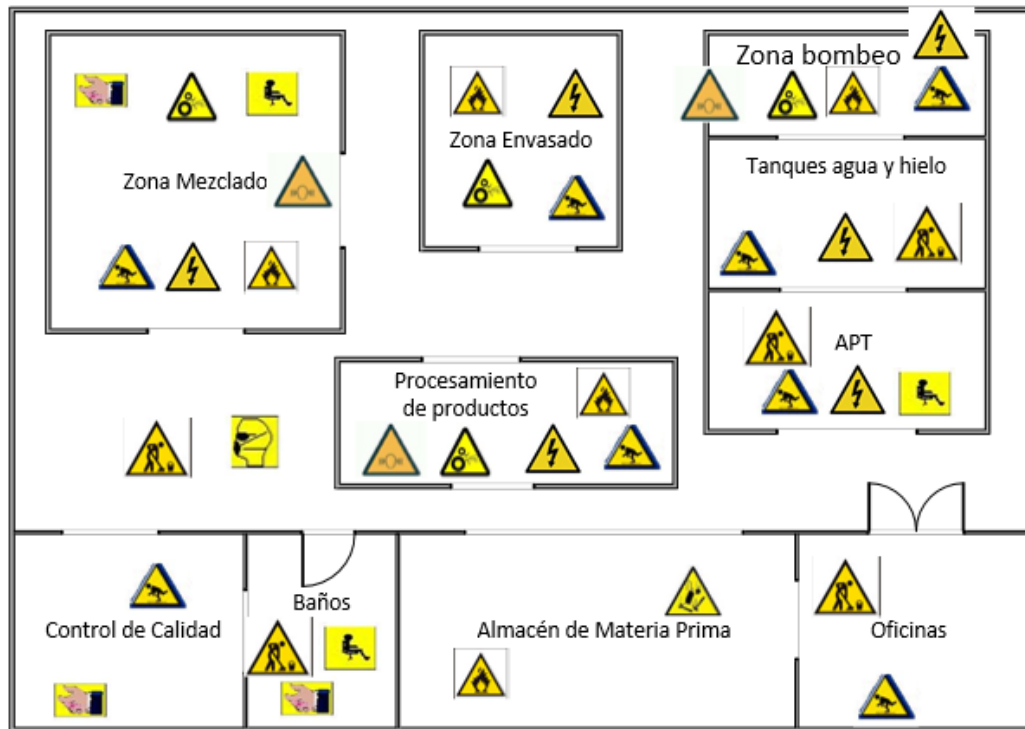 Zona bombeo
Zona Envasado
Zona Mezclado
Tanques agua y hielo
APT
Procesamiento
de productos
Baños
Control de Calidad
Almacén de Materia Prima
Oficinas